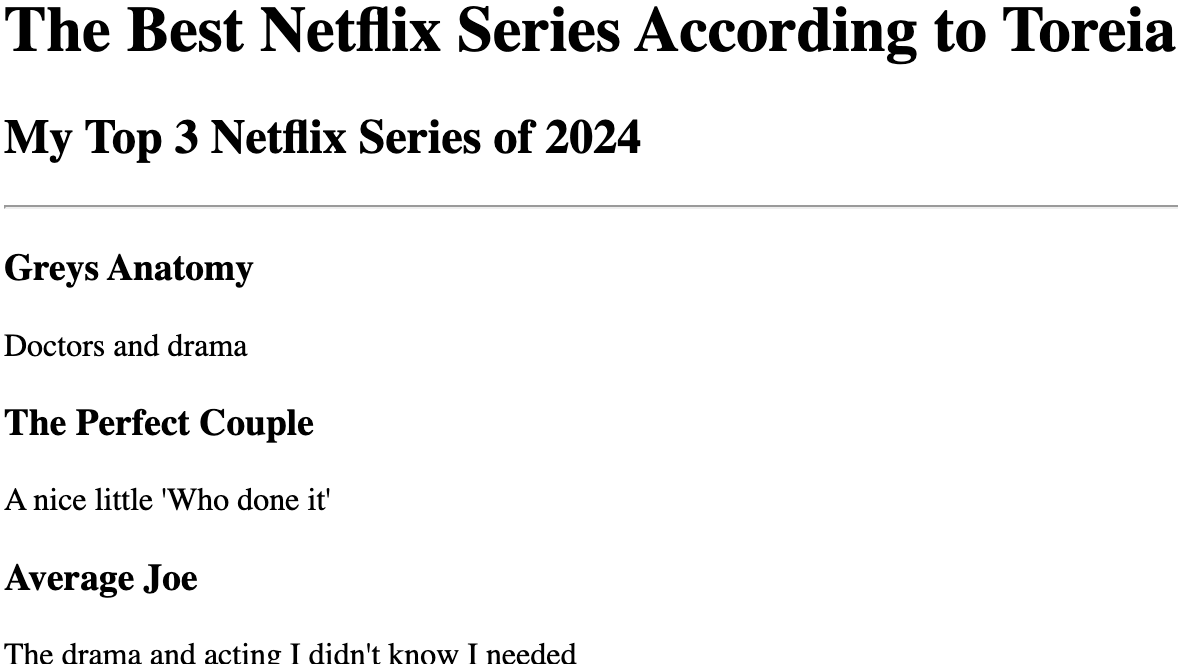 The Best Netflix Series According to Toreia
My Top 3 Netflix Series of 2024
Greys Anatomy
Doctors and drama
The Perfect Couple
A nice little 'Who done it'
Average Joe
The drama and acting I didn't know I needed